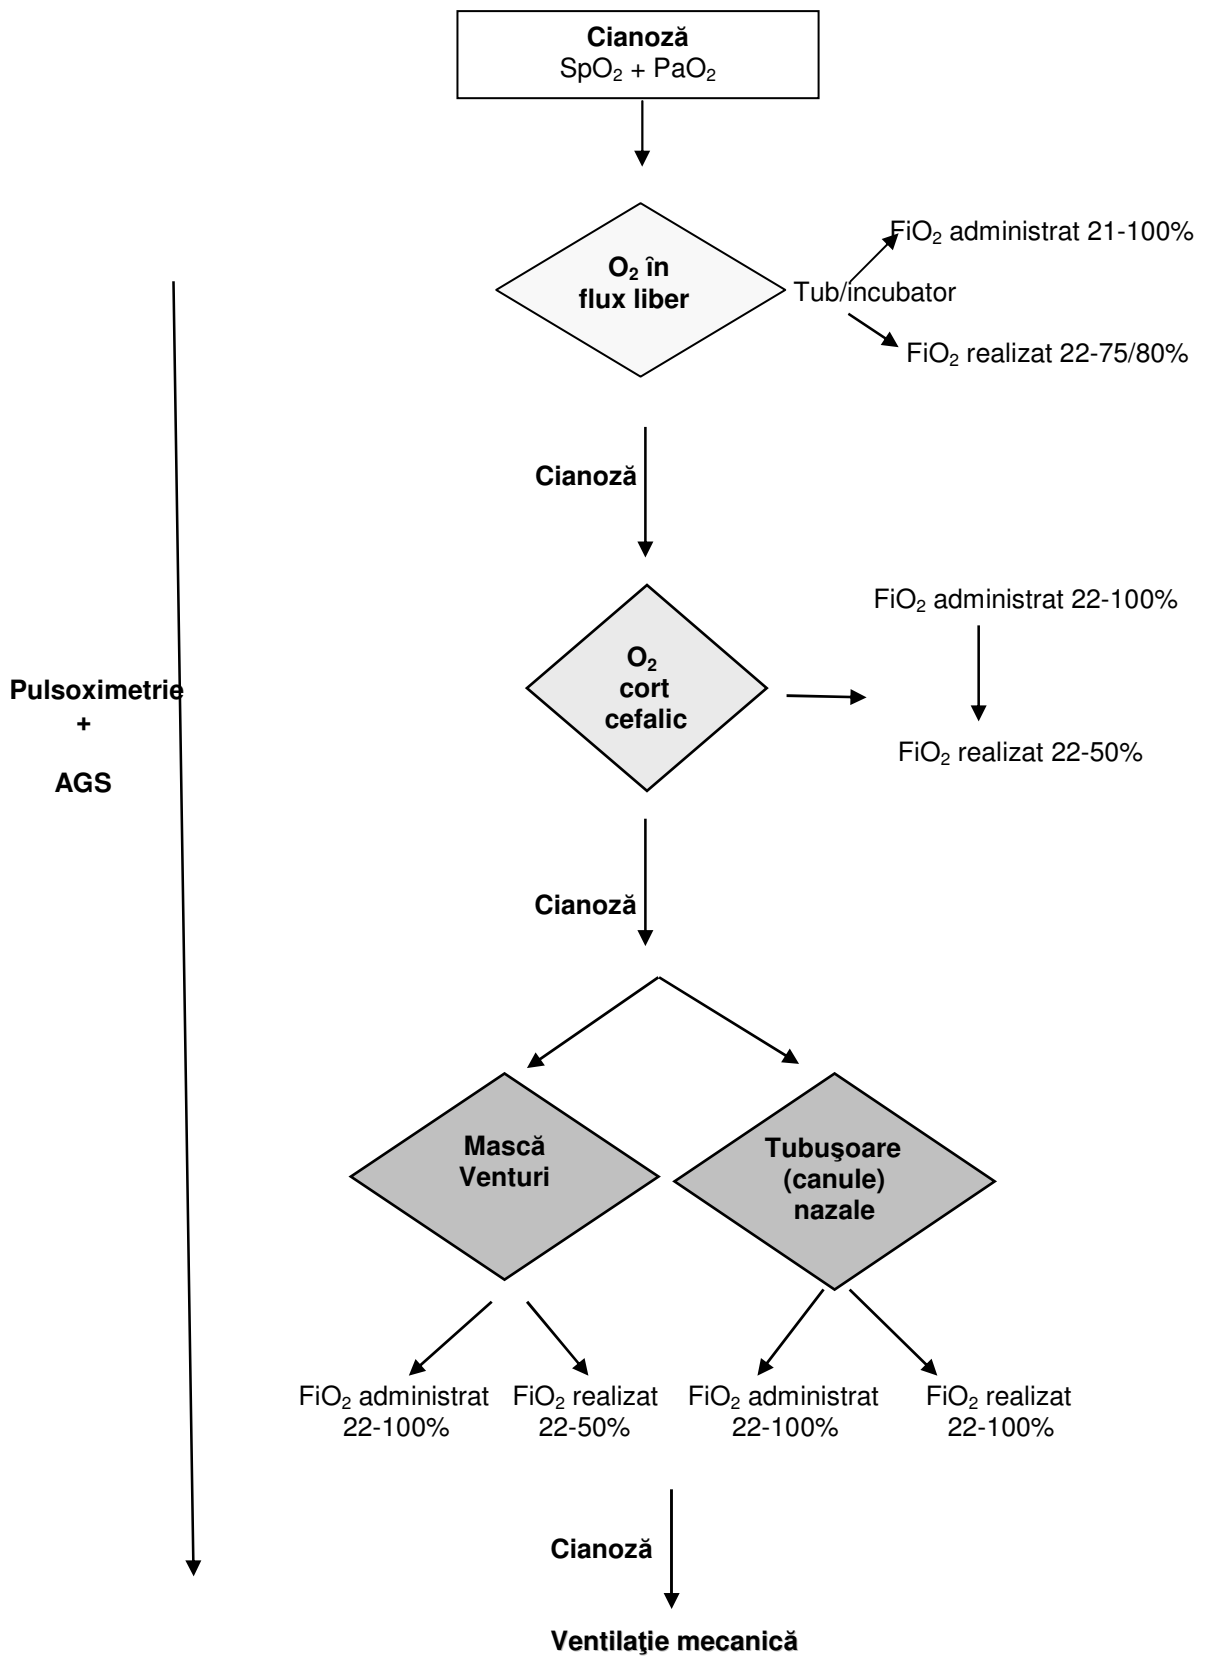 Cianoză
SpO₂ + PaO₂
FiO₂ administrat 21-100%
O₂ în
flux liber
Tub/incubator
FiO₂ realizat 22-75/80%
Cianoză
FiO₂ administrat 22-100%
O₂
cort
cefalic
FiO₂ realizat 22-50%
Pulsoximetrie
+
AGS
Cianoză
Mască
Venturi
Tubuşoare
(canule)
nazale
FiO₂ administrat
22-100%
FiO₂ realizat
22-50%
FiO₂ administrat
22-100%
FiO₂ realizat
22-100%
Cianoză
Ventilaţie mecanică